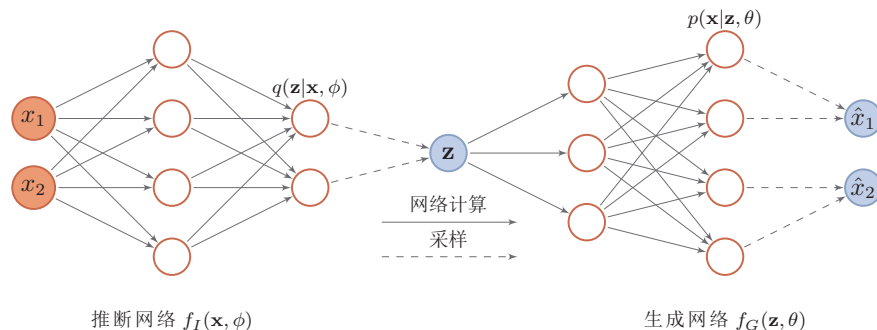 p(x|z, θ)
q(z|x, ϕ)
x₁
x₂
z
x̂₁
x̂₂
网络计算
采样
推断网络 f_I(x, ϕ)
生成网络 f_G(z, θ)